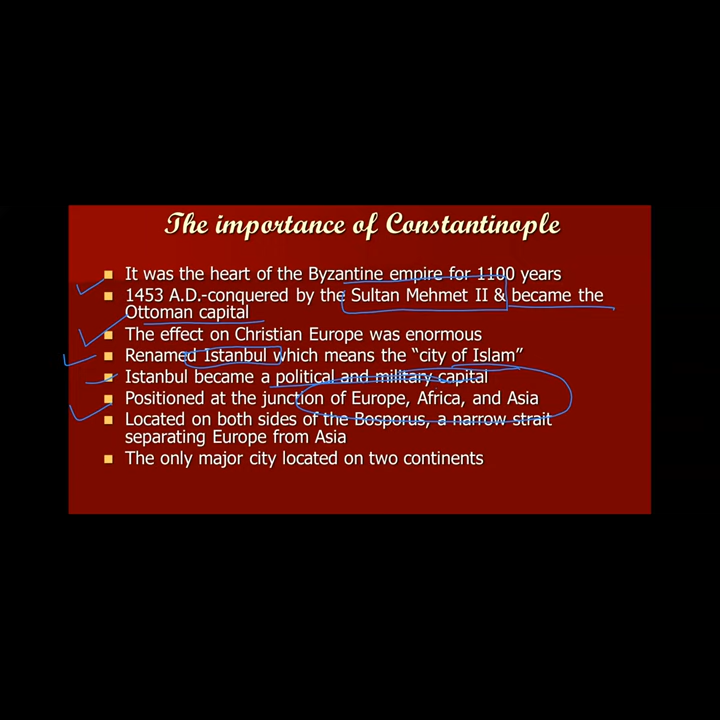 The importance of Constantinople
It was the heart of the Byzantine empire for 1100 years
1453 A.D.-conquered by the Sultan Mehmet II & became the
Ottoman capital
The effect on Christian Europe was enormous
Renamed Istanbul which means the “city of Islam”
Istanbul became a political and military capital
Positioned at the junction of Europe, Africa, and Asia
Located on both sides of the Bosporus, a narrow strait
separating Europe from Asia
The only major city located on two continents